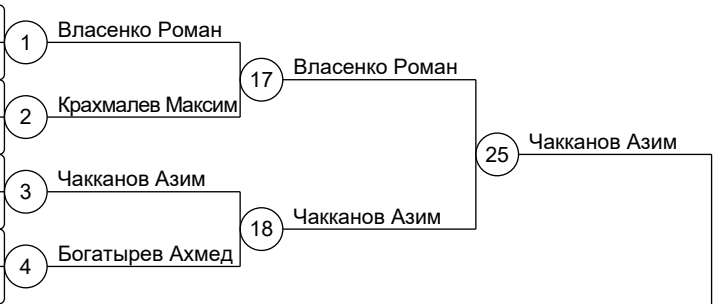 1 Власенко Роман
17 Власенко Роман
2 Крахмалев Максим
25 Чакканов Азим
3 Чакканов Азим
18 Чакканов Азим
4 Богатырев Ахмед